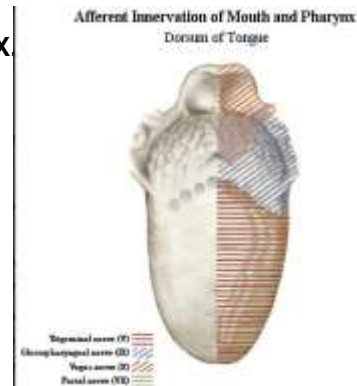 Afferent Innervation of Mouth and Pharynx
Dorsum of Tongue
X.
Trigeminal nerve (V)
Glossopharyngeal nerve (IX)
Vagus nerve (X)
Facial nerve (VII)